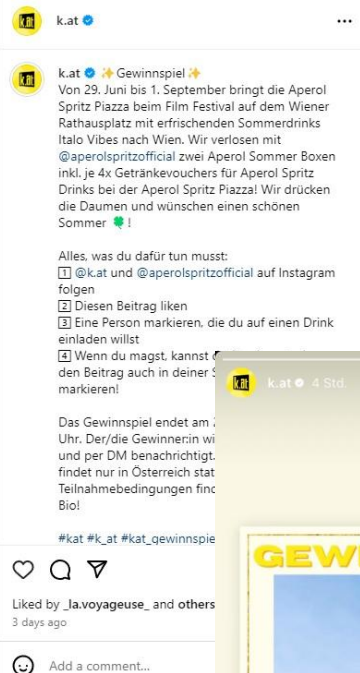 k.at
k.at ✨Gewinnspiel✨
Von 29. Juni bis 1. September bringt die Aperol
Spritz Piazza beim Film Festival auf dem Wiener
Rathausplatz mit erfrischenden Sommerdrinks
Italo Vibes nach Wien. Wir verlosen mit
@aperolspritzofficial zwei Aperol Sommer Boxen
inkl. je 4x Getränkevouchers für Aperol Spritz
Drinks bei der Aperol Spritz Piazza! Wir drücken
die Daumen und wünschen einen schönen
Sommer 🍀!
Alles, was du dafür tun musst:
1️⃣ @k.at und @aperolspritzofficial auf Instagram
folgen
2️⃣ Diesen Beitrag liken
3️⃣ Eine Person markieren, die du auf einen Drink
einladen willst
4️⃣ Wenn du magst, kannst
den Beitrag auch in deiner
markieren!
Das Gewinnspiel endet am
Uhr. Der/die Gewinner:in
und per DM benachrichtigt.
findet nur in Österreich
Teilnahmebedingungen
Bio!
#kat #k_at #kat_gewinnspie
k.at
k.at 4 Std.
GEW
Liked by _la.voyageuse_ and others
3 days ago
Add a comment...